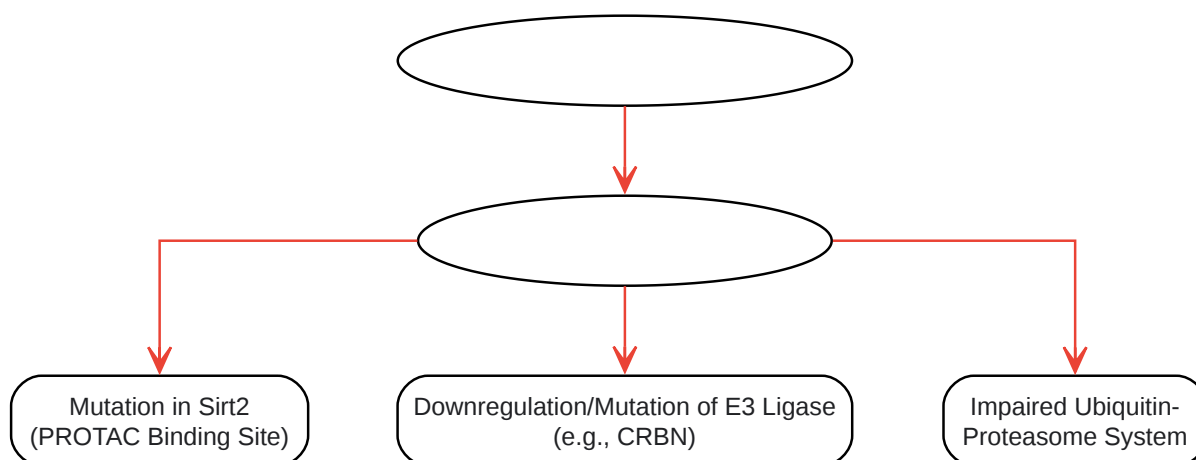 Mutation in Sirt2
(PROTAC Binding Site)
Downregulation/Mutation of E3 Ligase
(e.g., CRBN)
Impaired Ubiquitin-
Proteasome System